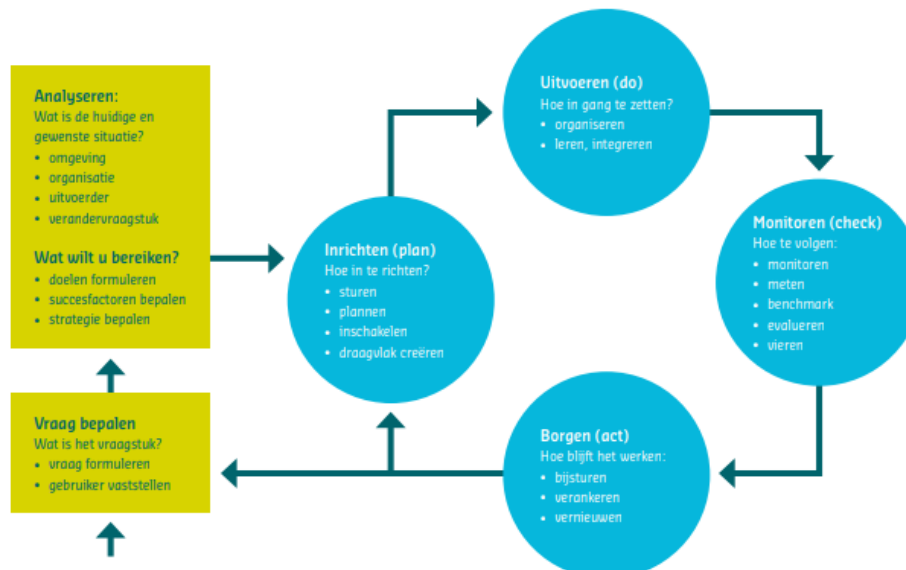 Analyseren:
Wat is de huidige en
gewenste situatie?
• omgeving
• organisatie
• uitvoerder
• verandervraagstuk
Wat wilt u bereiken?
• doelen formuleren
• succesfactoren bepalen
• strategie bepalen
Vraag bepalen
Wat is het vraagstuk?
• vraag formuleren
• gebruiker vaststellen
Inrichten (plan)
Hoe in te richten?
• sturen
• plannen
• inschakelen
• draagvlak creëren
Uitvoeren (do)
Hoe in gang te zetten?
• organiseren
• leren, integreren
Monitoren (check)
Hoe te volgen:
• monitoren
• meten
• benchmark
• evalueren
• vieren
Borgen (act)
Hoe blijft het werken:
• bijsturen
• verankeren
• vernieuwen